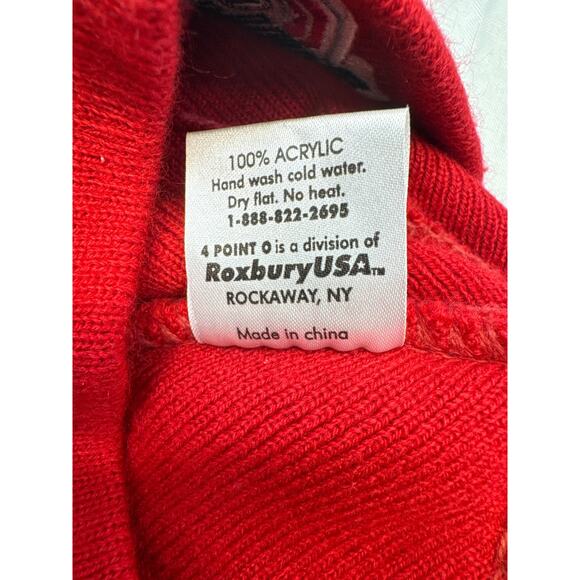 100% ACRYLIC
Hand wash cold water.
Dry flat. No heat.
1-888-822-2695
4 POINT 0 is a division of
RoxburyUSA™
ROCKAWAY, NY
Made in china